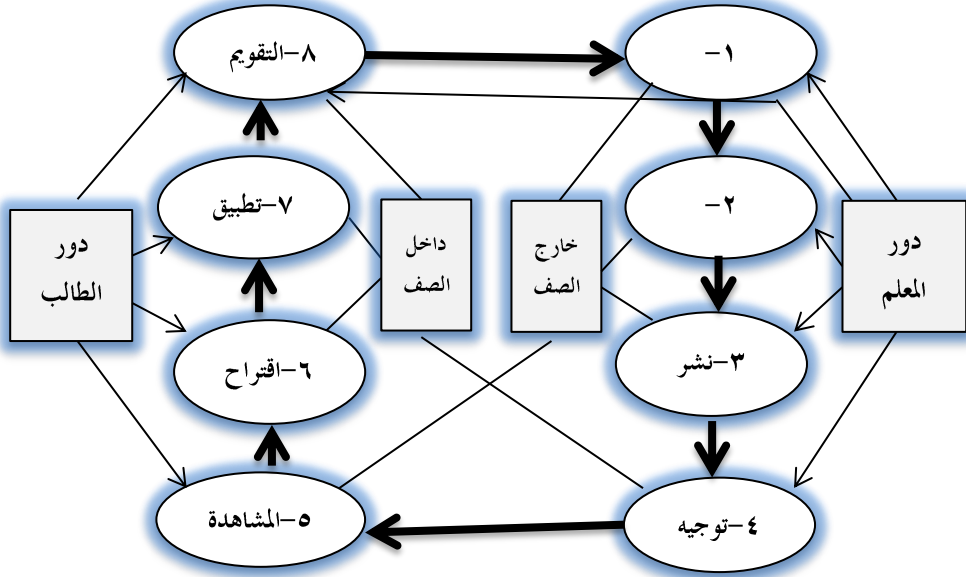 ١-
٨-التقويم
٢-
٧-تطبيق
دور
المعلم
خارج
الصف
داخل
الصف
دور
الطالب
٣-نشر
٦-اقتراح
٤-توجيه
٥-المشاهدة